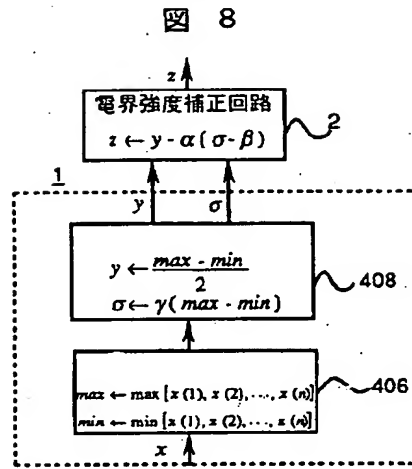 図 8
z
電界強度補正回路
z ← y - α(σ-β)
2
1
y σ
y ← max - min / 2
σ ← γ(max - min)
408
max ← max [x(1), x(2), ..., x(n)]
min ← min [x(1), x(2), ..., x(n)]
406
x